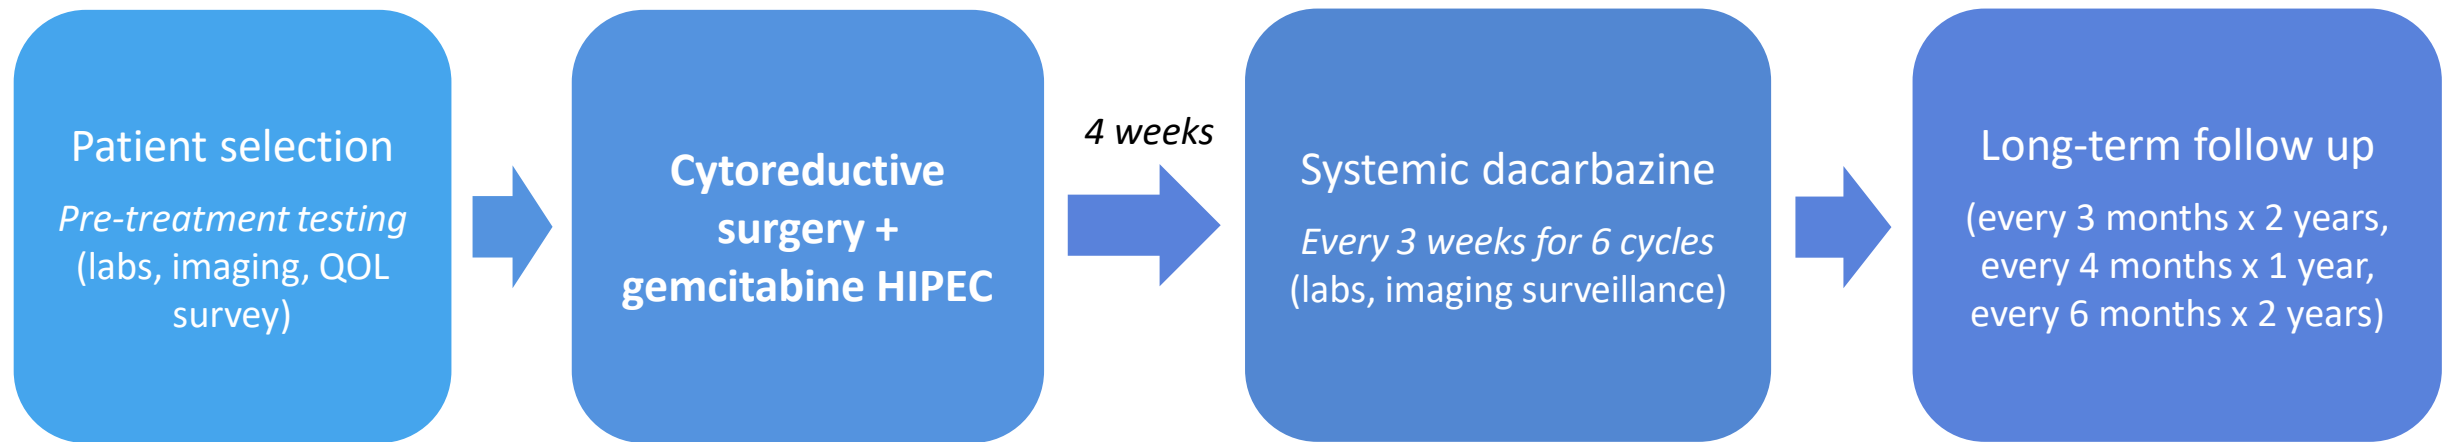 Patient selection
Pre-treatment testing
(labs, imaging, QOL
survey)
Cytoreductive
surgery +
gemcitabine HIPEC
4 weeks
Systemic dacarbazine
Every 3 weeks for 6 cycles
(labs, imaging surveillance)
Long-term follow up
(every 3 months x 2 years,
every 4 months x 1 year,
every 6 months x 2 years)